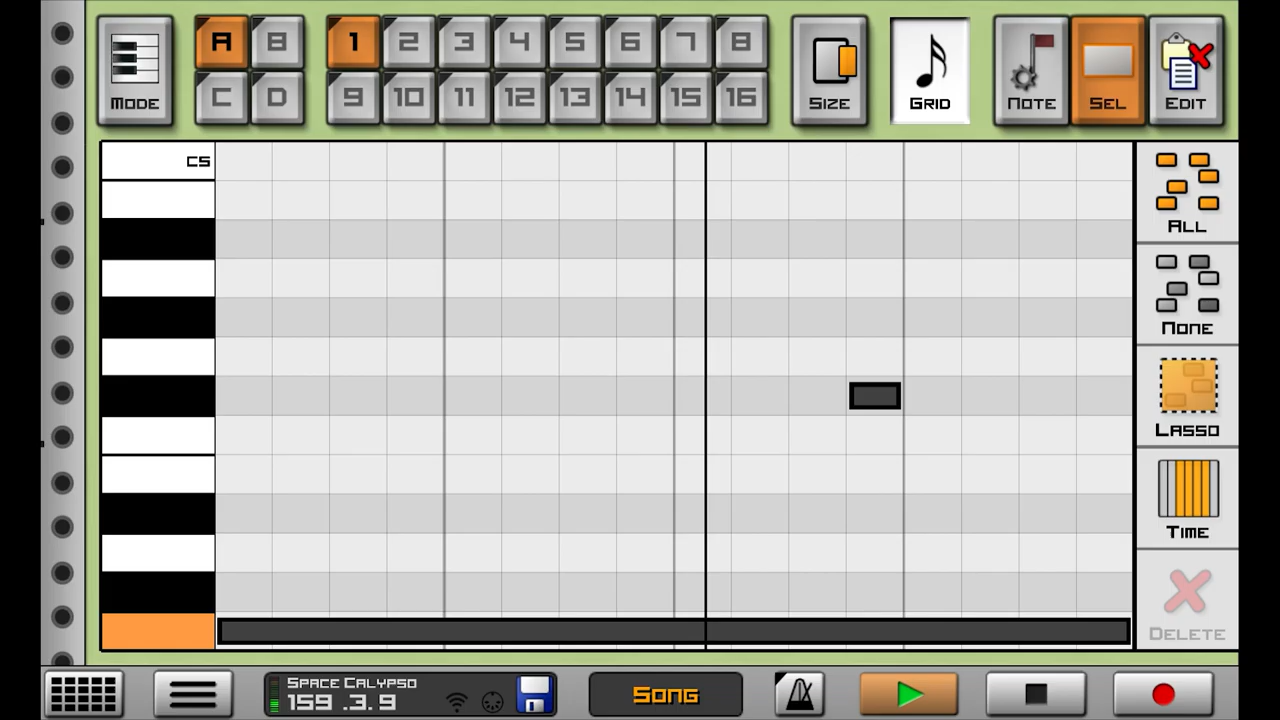 MODE
A B
C D
1 2 3 4 5 6 7 8
9 10 11 12 13 14 15 16
SIZE
GRID
NOTE
SEL
EDIT
C5
ALL
NONE
LASSO
TIME
DELETE
SPACE CALYPSO
159 .3. 9
SONG